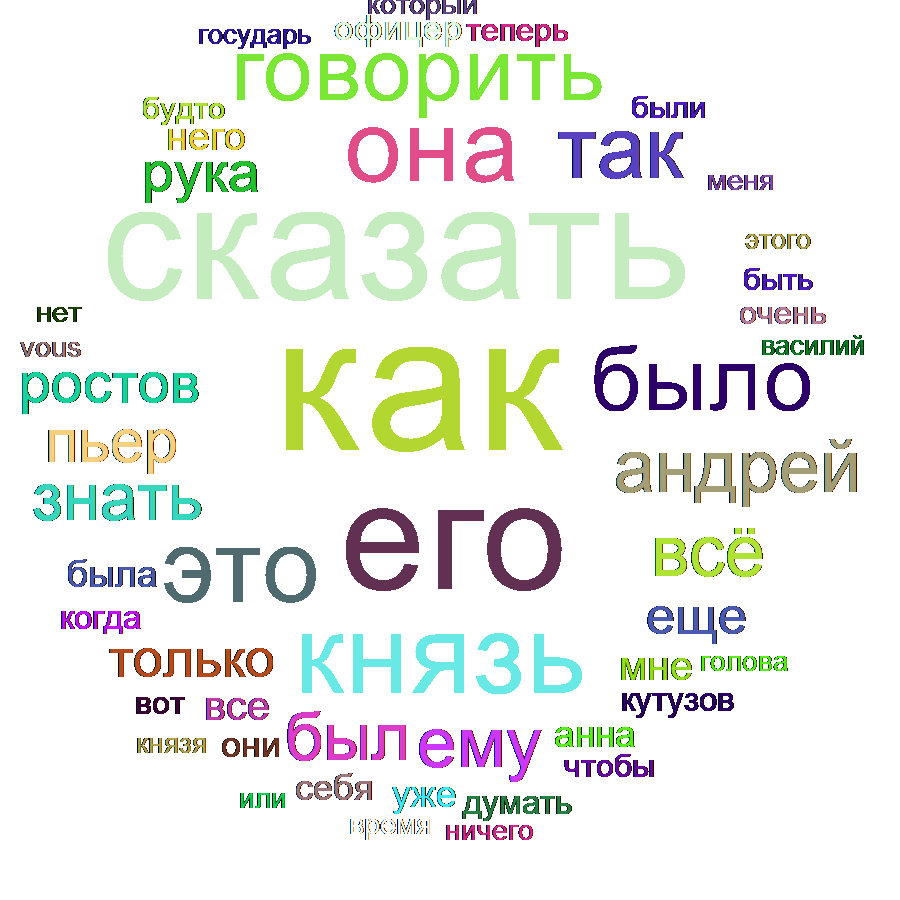 который
государь офицер теперь
говорить
будто были
него она так
рука меня
сказать этого
быть
нет очень
vous как было василий
ростов
пьер андрей
знать
его всё
была это
когда еще
только князь мне голова
вот все кутузов
князя они был ему анна
чтобы
или себя уже думать
время ничего